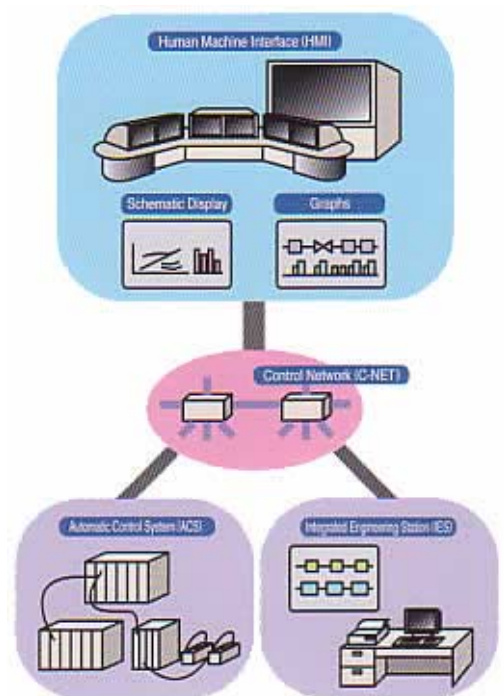 Human Machine Interface (HMI)
Schematic Display
Graphs
Control Network (C-NET)
Automatic Control System (ACS)
Integrated Engineering Station (IES)